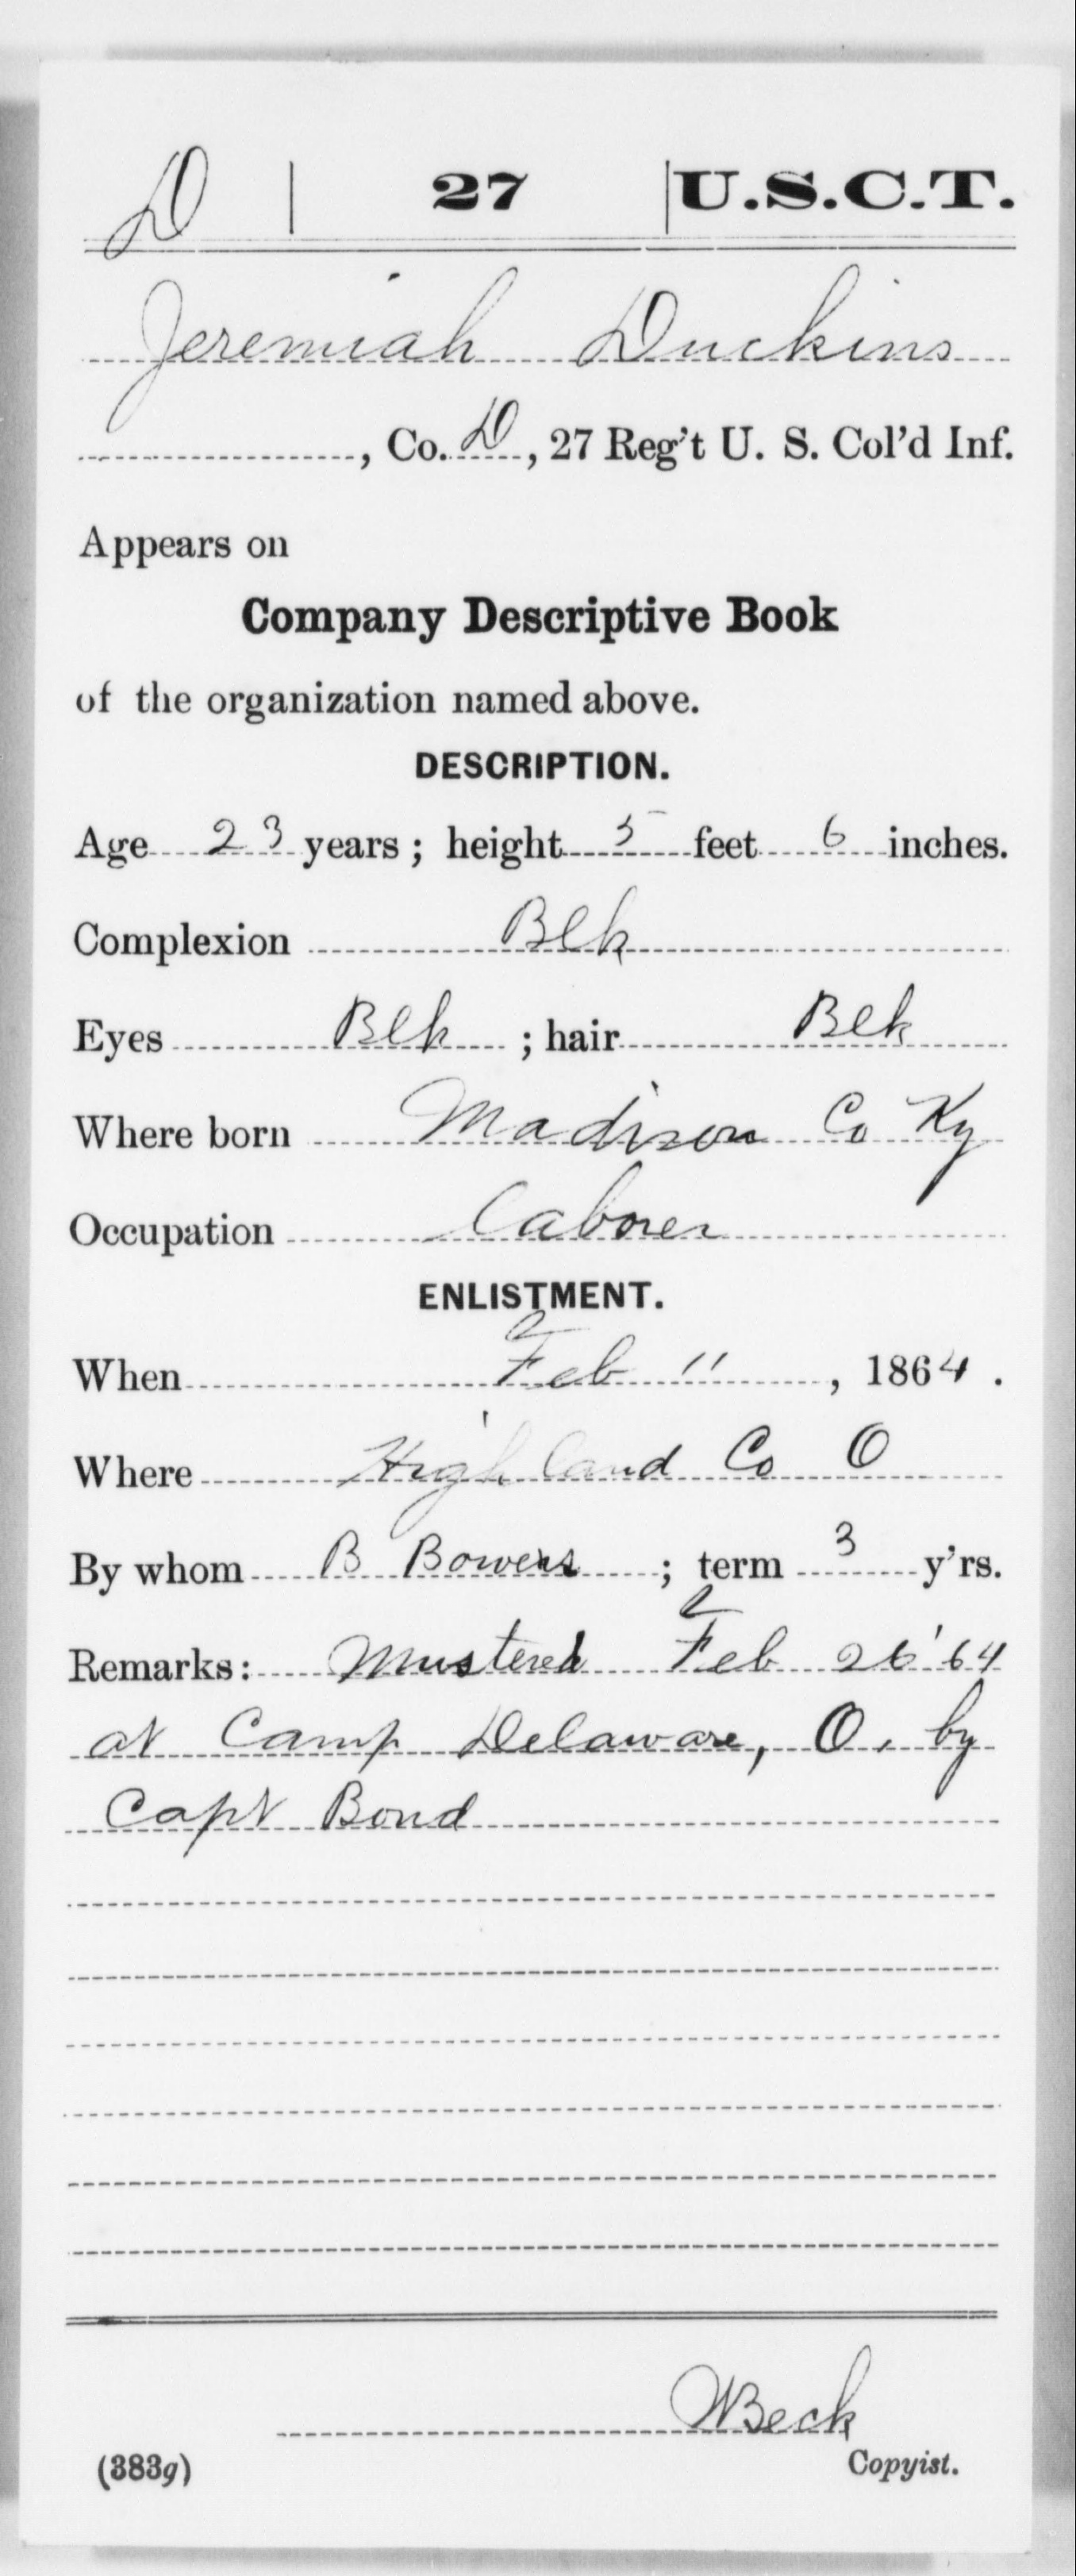 D | 27 | U.S.C.T.
Jeremiah Duckins
, Co. D, 27 Reg't U. S. Col'd Inf.
Appears on
Company Descriptive Book
of the organization named above.
DESCRIPTION.
Age 23 years; height 5 feet 6 inches.
Complexion Blk
Eyes Blk ; hair Blk
Where born Madison Co Ky
Occupation Laborer
ENLISTMENT.
When Feb 11, 1864.
Where Highland Co O
By whom B Bowers; term 3 y'rs.
Remarks: Mustered Feb 26 '64
at Camp Delaware, O. by
Capt Bond
WBeck
(383g) Copyist.